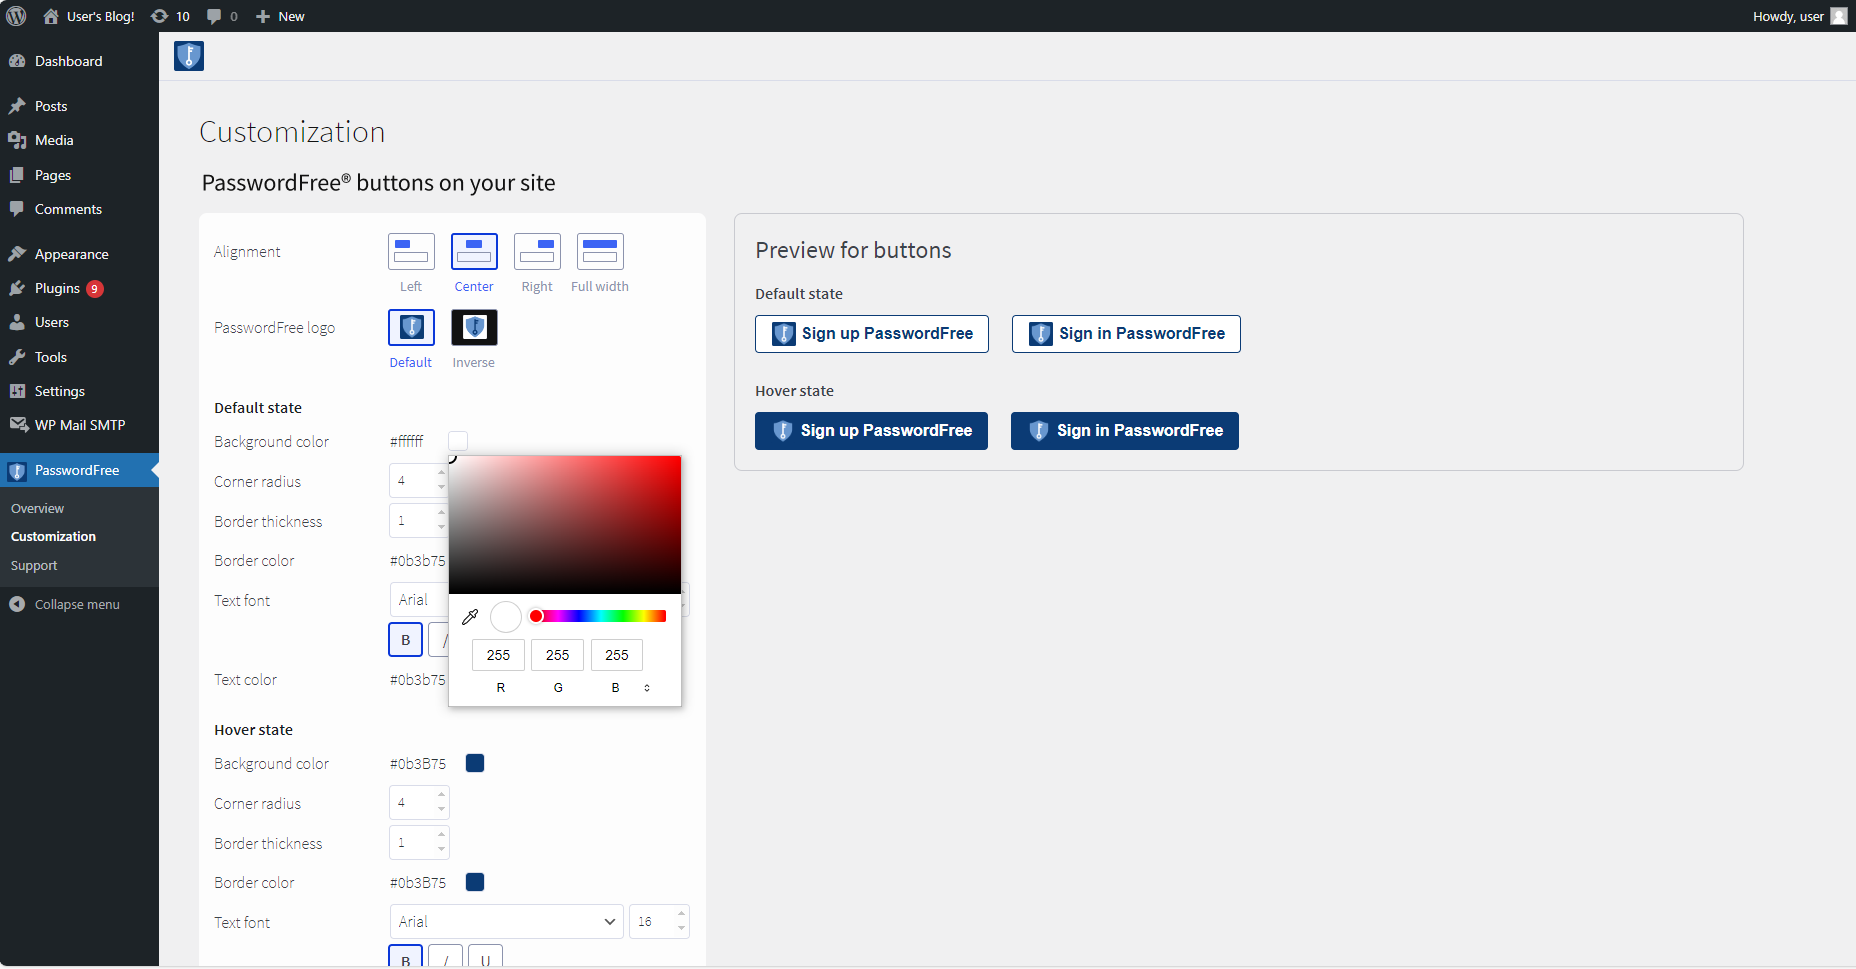 User's Blog! 10 0 New Howdy, user
Dashboard
Posts
Media
Pages
Comments
Appearance
Plugins 9
Users
Tools
Settings
WP Mail SMTP
PasswordFree
Overview
Customization
Support
Collapse menu
Customization
PasswordFree® buttons on your site
Alignment
Left Center Right Full width
PasswordFree logo
Default Inverse
Default state
Background color #ffffff
Corner radius 4
Border thickness 1
Border color #0b3b75
Text font Arial
B I
Text color #0b3b75
255 255 255
R G B
Hover state
Background color #0b3B75
Corner radius 4
Border thickness 1
Border color #0b3B75
Text font Arial 16
B I U
Preview for buttons
Default state
Sign up PasswordFree Sign in PasswordFree
Hover state
Sign up PasswordFree Sign in PasswordFree